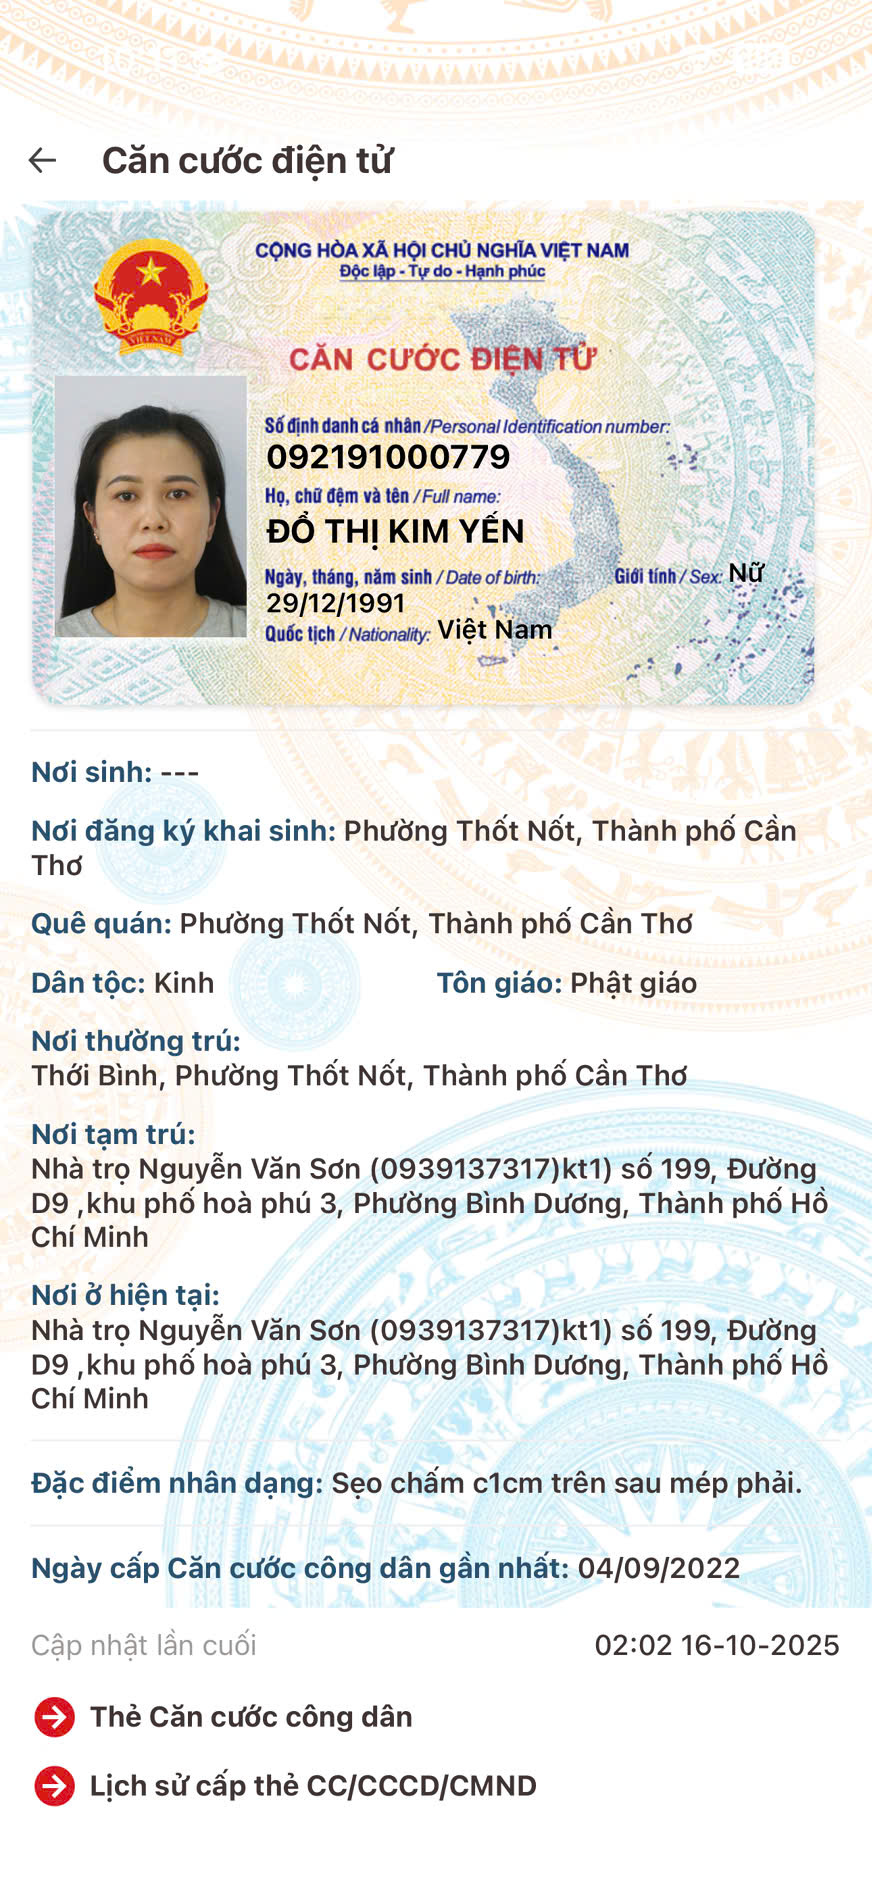 Căn cước điện tử
CỘNG HÒA XÃ HỘI CHỦ NGHĨA VIỆT NAM
Độc lập - Tự do - Hạnh phúc
VIỆT NAM
CĂN CƯỚC ĐIỆN TỬ
Số định danh cá nhân /Personal Identification number:
092191000779
Họ, chữ đệm và tên /Full name:
ĐỔ THỊ KIM YẾN
Ngày, tháng, năm sinh / Date of birth:
Giới tính / Sex: Nữ
29/12/1991
Quốc tịch / Nationality: Việt Nam
Nơi sinh: ---
Nơi đăng ký khai sinh: Phường Thốt Nốt, Thành phố Cần
Thơ
Quê quán: Phường Thốt Nốt, Thành phố Cần Thơ
Dân tộc: Kinh
Tôn giáo: Phật giáo
Nơi thường trú:
Thới Bình, Phường Thốt Nốt, Thành phố Cần Thơ
Nơi tạm trú:
Nhà trọ Nguyễn Văn Sơn (0939137317)kt1) số 199, Đường
D9 ,khu phố hoà phú 3, Phường Bình Dương, Thành phố Hồ
Chí Minh
Nơi ở hiện tại:
Nhà trọ Nguyễn Văn Sơn (0939137317)kt1) số 199, Đường
D9 ,khu phố hoà phú 3, Phường Bình Dương, Thành phố Hồ
Chí Minh
Đặc điểm nhân dạng: Sẹo chấm c1cm trên sau mép phải.
Ngày cấp Căn cước công dân gần nhất: 04/09/2022
Cập nhật lần cuối
02:02 16-10-2025
Thẻ Căn cước công dân
Lịch sử cấp thẻ CC/CCCD/CMND